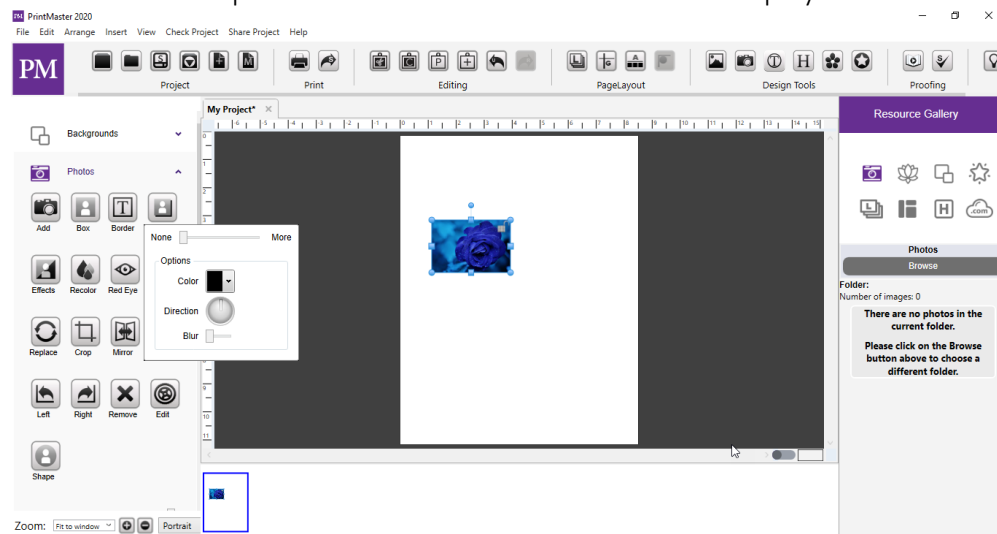 PrintMaster 2020
File Edit Arrange Insert View Check Project Share Project Help
PM
Project Print Editing PageLayout Design Tools Proofing
My Project*
Resource Gallery
Backgrounds
Photos
Add Box Border
None More
Options
Color
Direction
Blur
Effects Recolor Red Eye
Replace Crop Mirror
Left Right Remove Edit
Shape
Photos
Browse
Folder:
Number of images: 0
There are no photos in the
current folder.
Please click on the Browse
button above to choose a
different folder.
Zoom: Fit to window Portrait